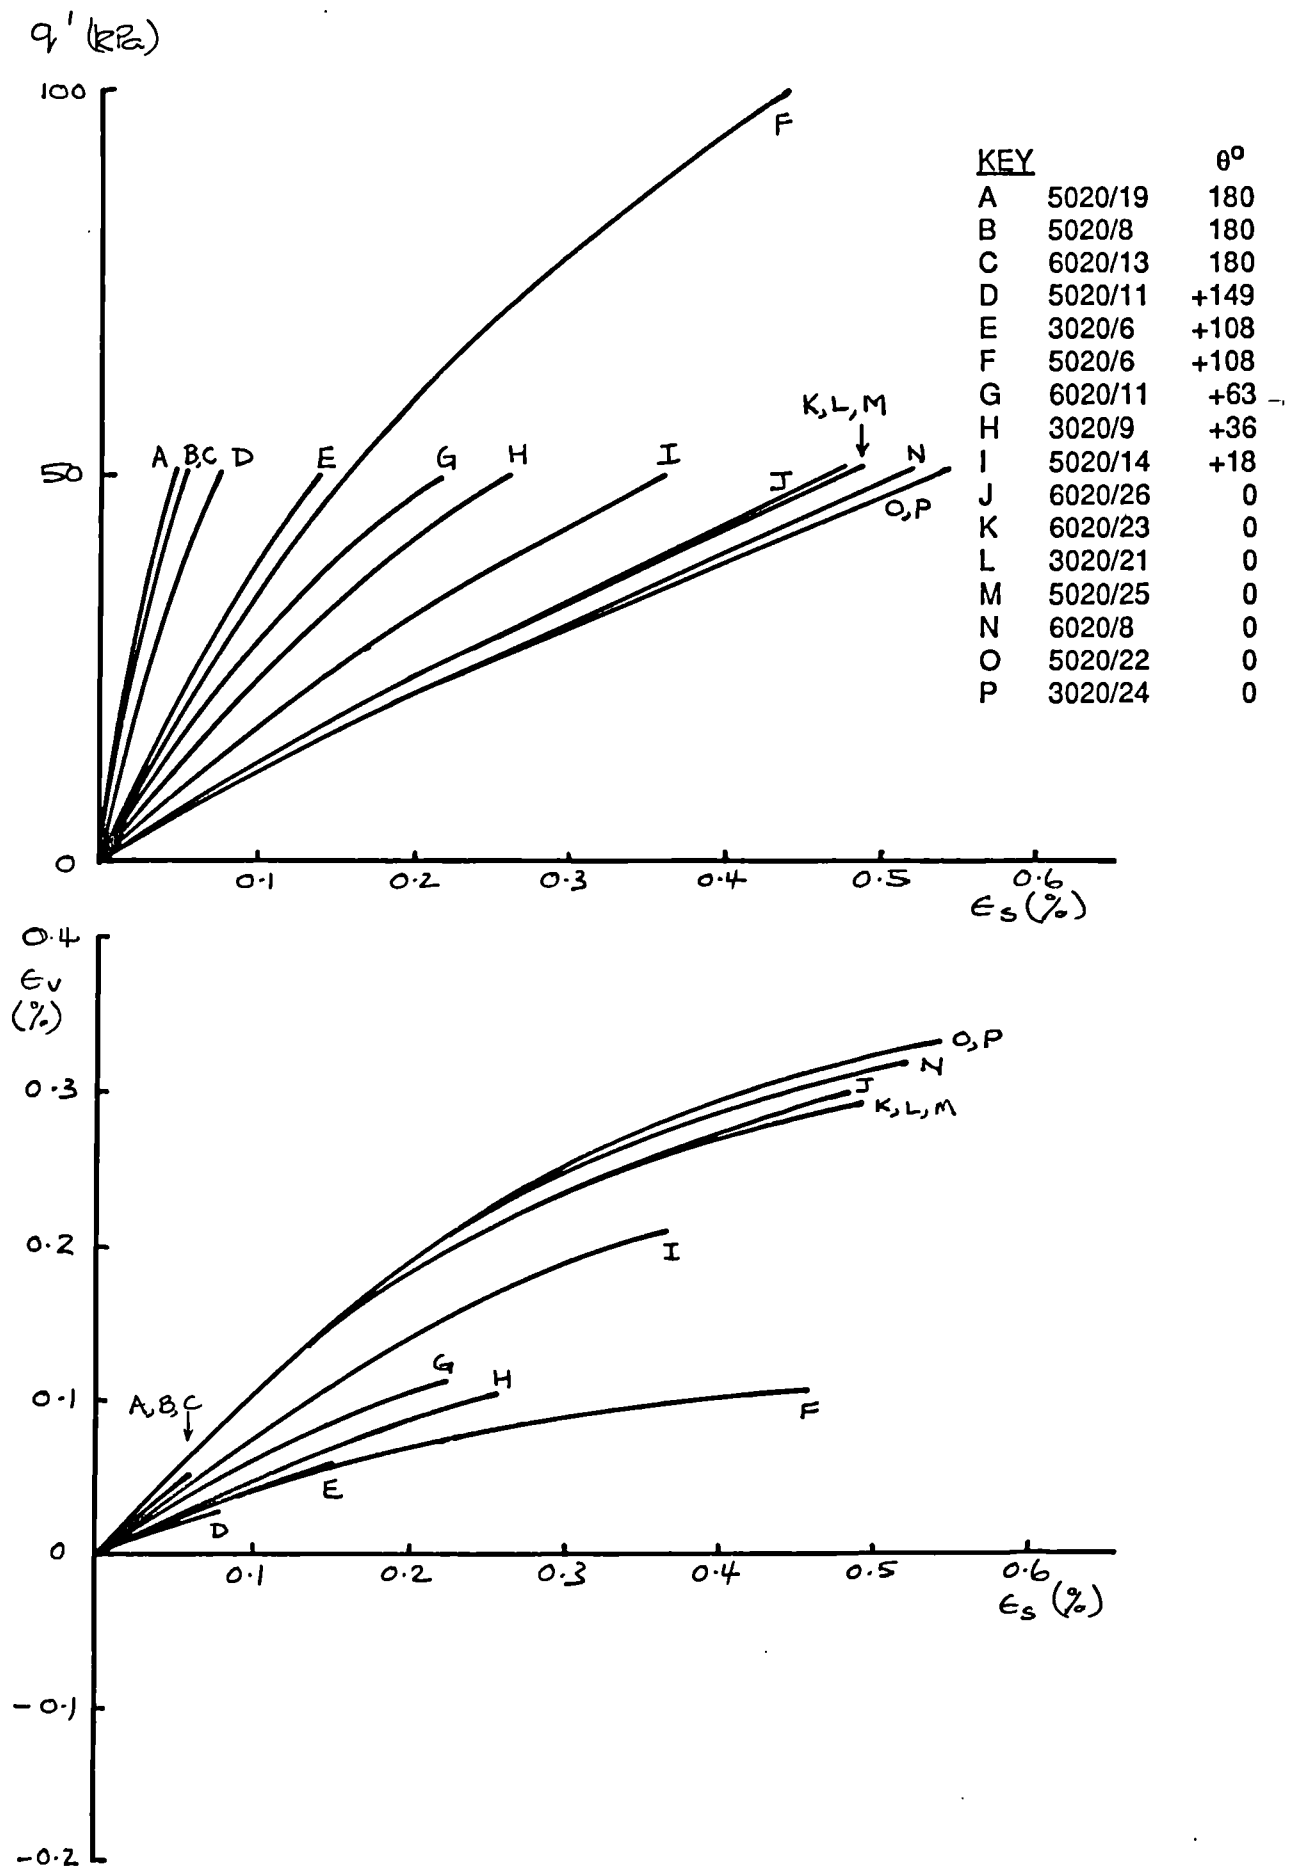 q' (kPa)
100
F
KEY θ°
A 5020/19 180
B 5020/8 180
C 6020/13 180
D 5020/11 +149
E 3020/6 +108
F 5020/6 +108
G 6020/11 +63
H 3020/9 +36
I 5020/14 +18
J 6020/26 0
K 6020/23 0
L 3020/21 0
M 5020/25 0
N 6020/8 0
O 5020/22 0
P 3020/24 0
K, L, M
50
A B,C D E G H I J N
O,P
0
0.1 0.2 0.3 0.4 0.5 0.6
ϵs (%)
0.4
ϵv
(%)
O,P
N
0.3
J
K, L, M
0.2
I
G
H
0.1
A,B,C
F
E
D
0
0.1 0.2 0.3 0.4 0.5 0.6
ϵs (%)
-0.1
-0.2